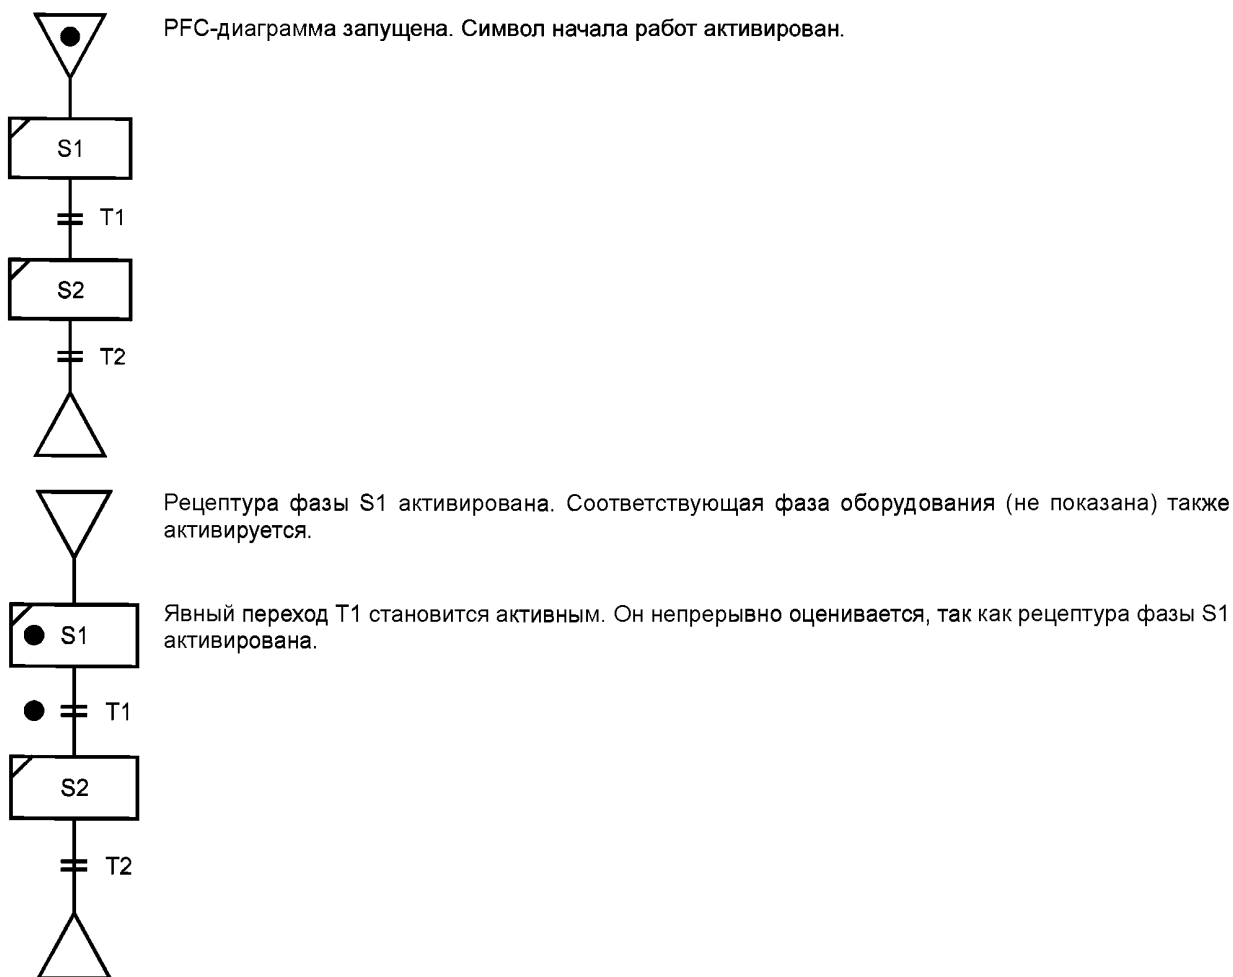 PFC-диаграмма запущена. Символ начала работ активирован.
S1
T1
S2
T2
Рецептура фазы S1 активирована. Соответствующая фаза оборудования (не показана) также
активируется.
Явный переход T1 становится активным. Он непрерывно оценивается, так как рецептура фазы S1
активирована.
S1
T1
S2
T2